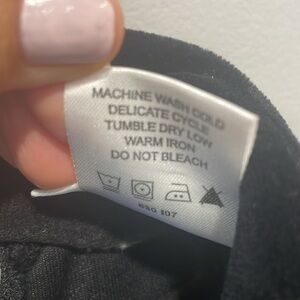 MACHINE WASH COLD
DELICATE CYCLE
TUMBLE DRY LOW
WARM IRON
DO NOT BLEACH